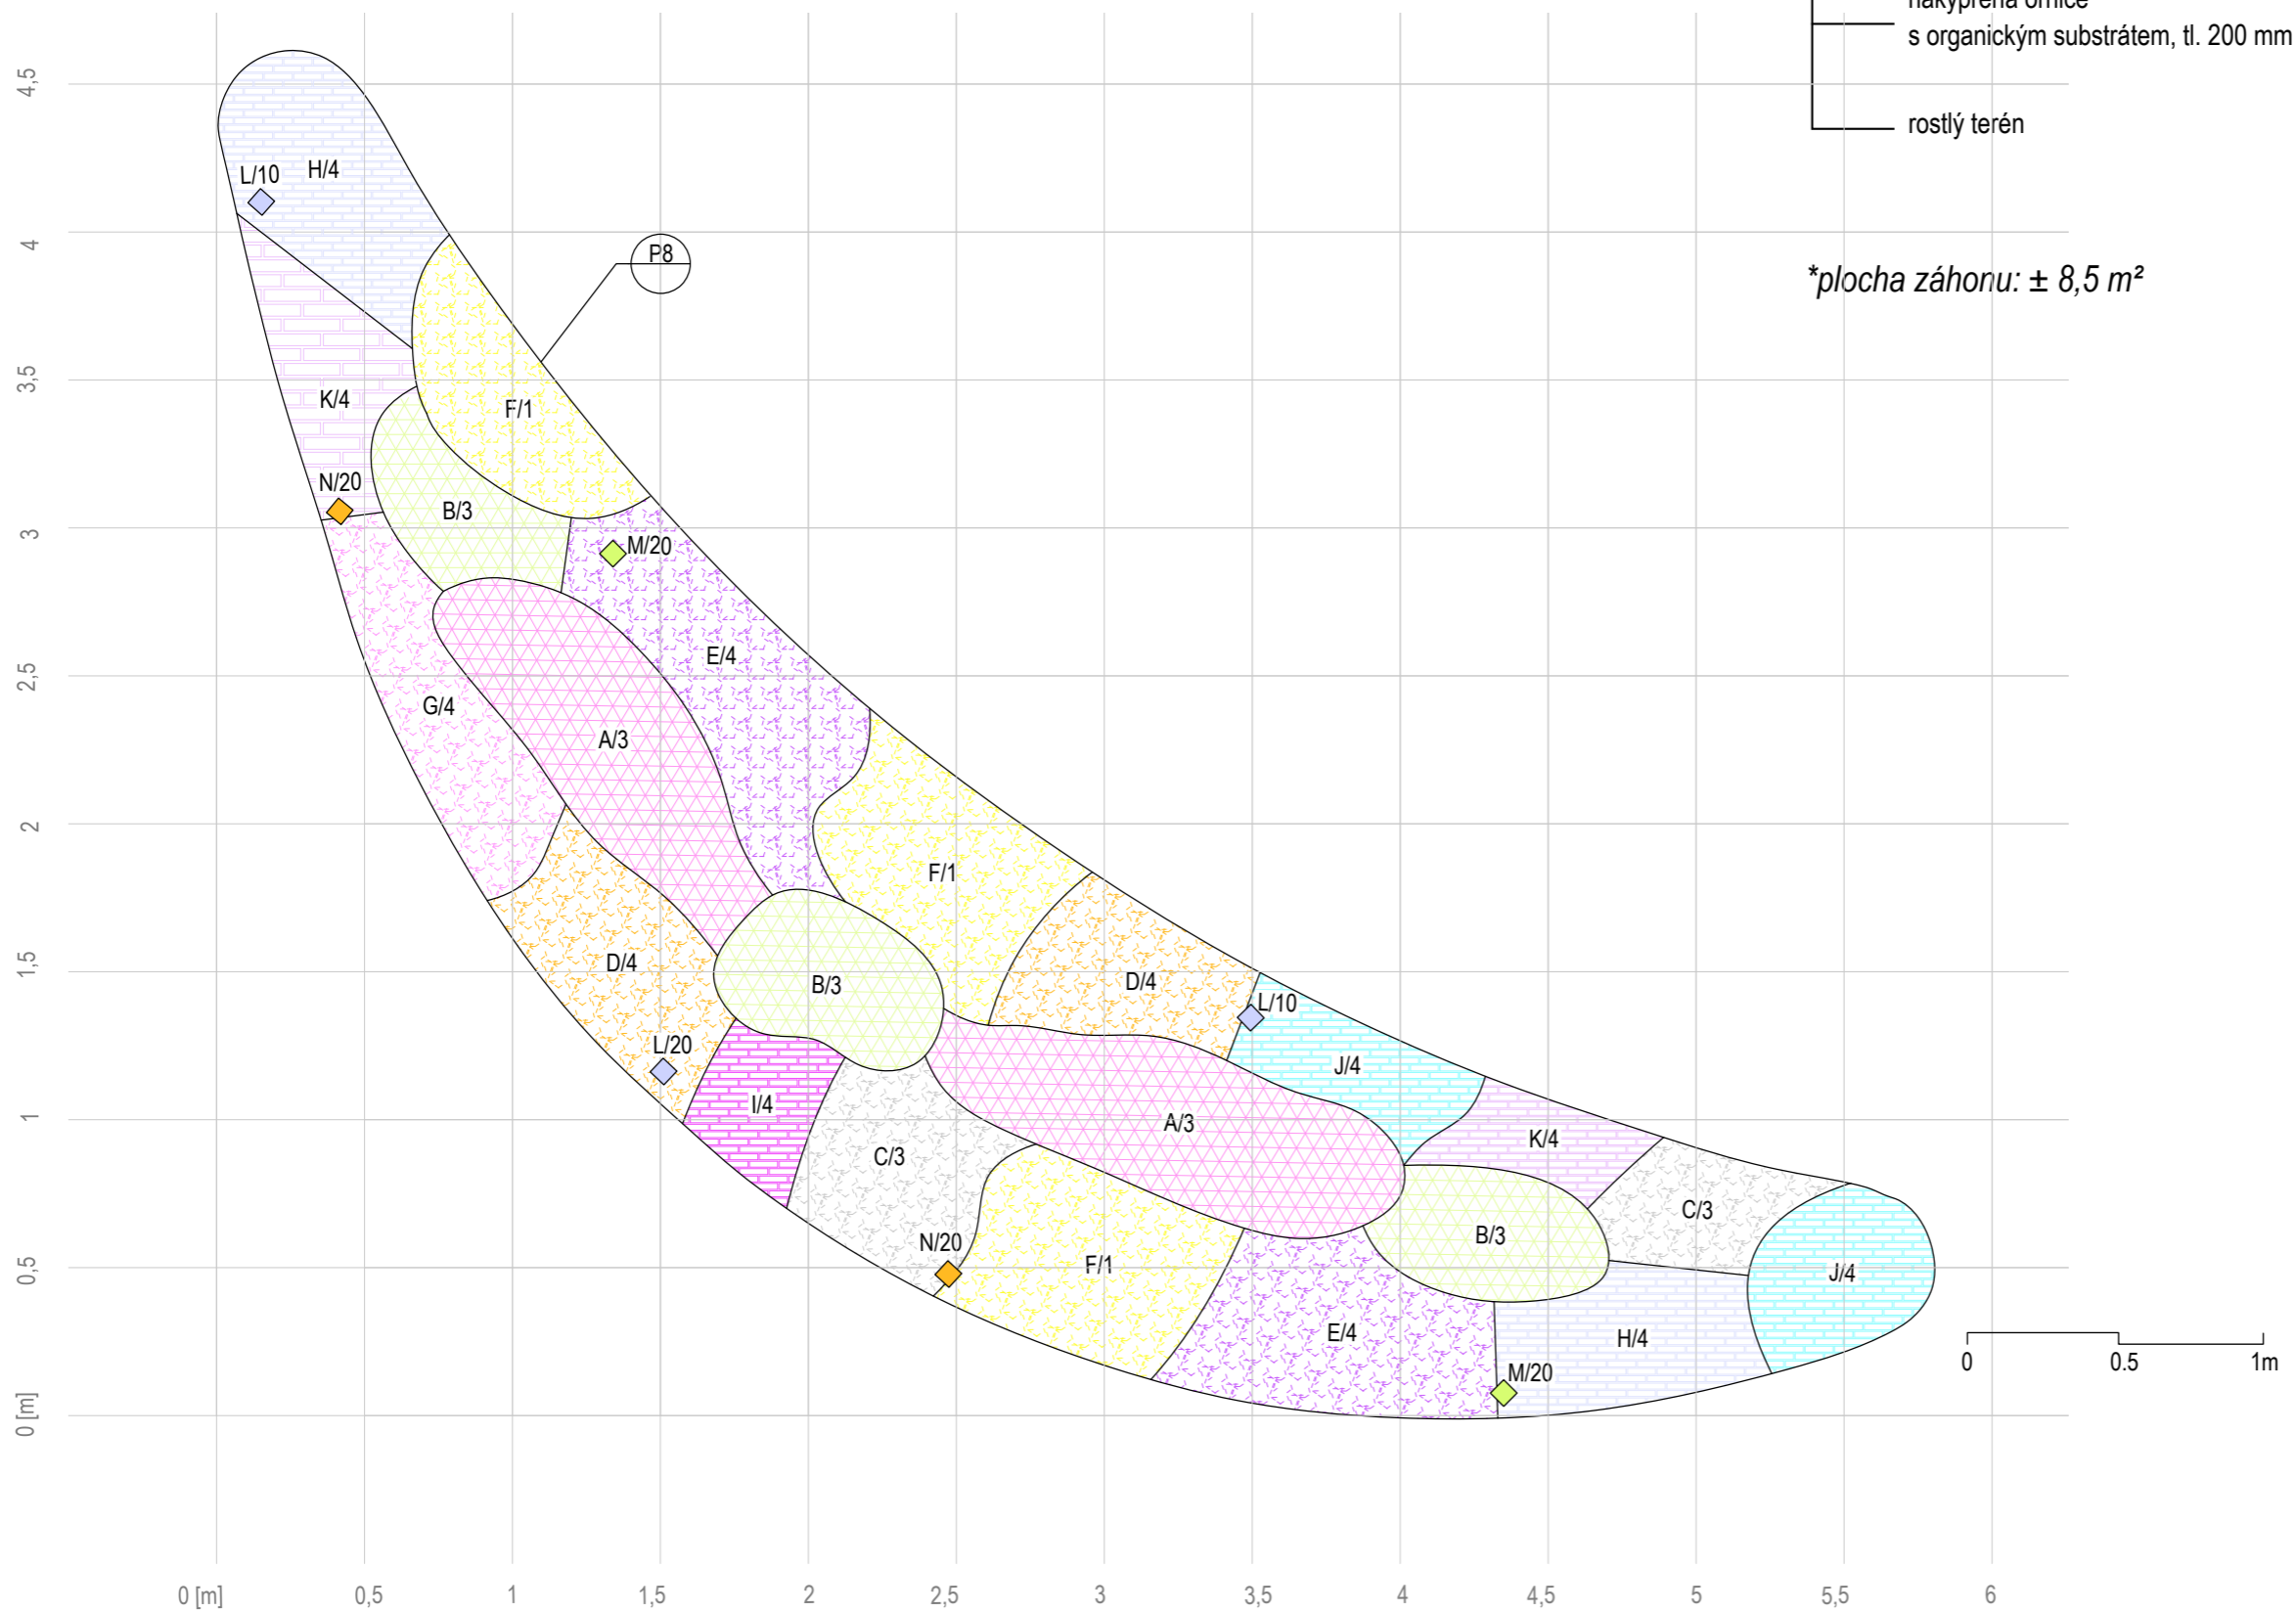 nakypřená ornice
s organickým substrátem, tl. 200 mm
rostlý terén
*plocha záhonu: ± 8,5 m²
4,5
4
3,5
3
2,5
2
1,5
1
0,5
0 [m]
H/4
L/10
P8
K/4
F/1
N/20
B/3
M/20
E/4
G/4
A/3
F/1
D/4
D/4
B/3
L/10
L/20
J/4
I/4
A/3
K/4
C/3
C/3
B/3
N/20
F/1
J/4
E/4
H/4
M/20
0 0.5 1m
0 [m] 0,5 1 1,5 2 2,5 3 3,5 4 4,5 5 5,5 6